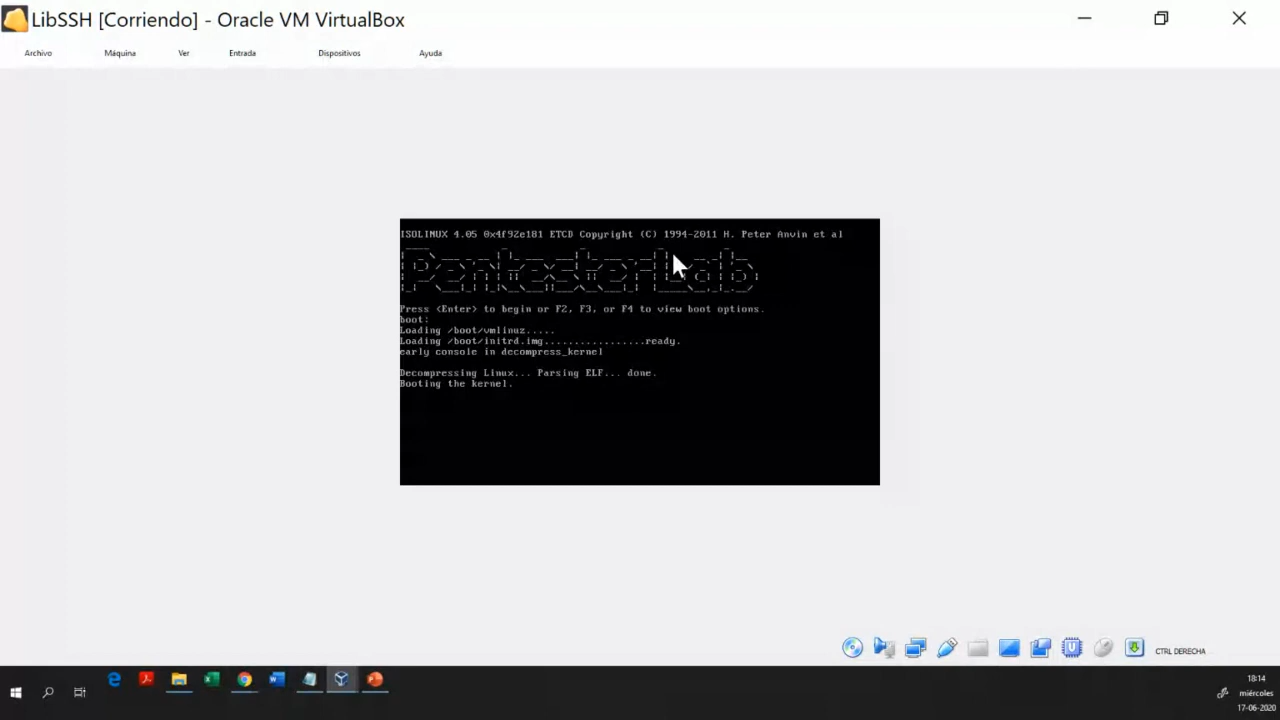 LibSSH [Corriendo] - Oracle VM VirtualBox
Archivo Máquina Ver Entrada Dispositivos Ayuda
ISOLINUX 4.05 0x4f92e181 ETCD Copyright (C) 1994-2011 H. Peter Anvin et al
PentesterLab
Press <Enter> to begin or F2, F3, or F4 to view boot options.
boot:
Loading /boot/vmlinuz.....
Loading /boot/initrd.img.................ready.
early console in decompress_kernel
Decompressing Linux... Parsing ELF... done.
Booting the kernel.
CTRL DERECHA
18:14
miércoles
17-06-2020